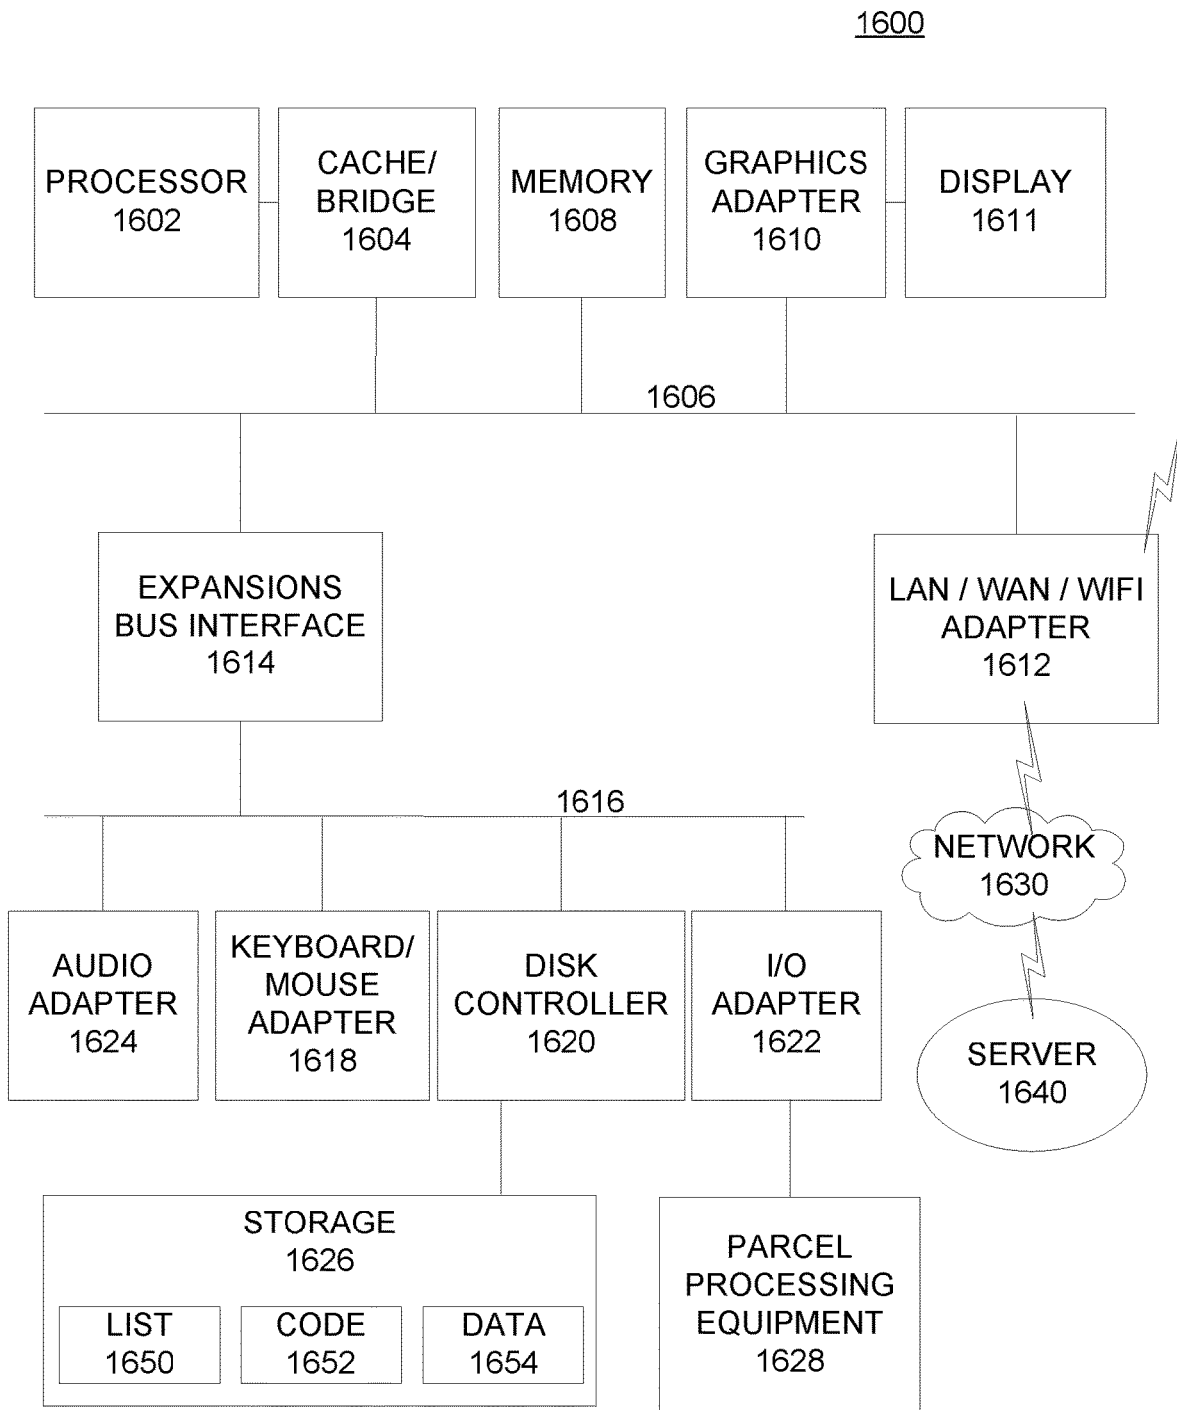 1600
PROCESSOR
1602
CACHE/
BRIDGE
1604
MEMORY
1608
GRAPHICS
ADAPTER
1610
DISPLAY
1611
1606
EXPANSIONS
BUS INTERFACE
1614
LAN / WAN / WIFI
ADAPTER
1612
1616
NETWORK
1630
AUDIO
ADAPTER
1624
KEYBOARD/
MOUSE
ADAPTER
1618
DISK
CONTROLLER
1620
I/O
ADAPTER
1622
SERVER
1640
STORAGE
1626
LIST
1650
CODE
1652
DATA
1654
PARCEL
PROCESSING
EQUIPMENT
1628